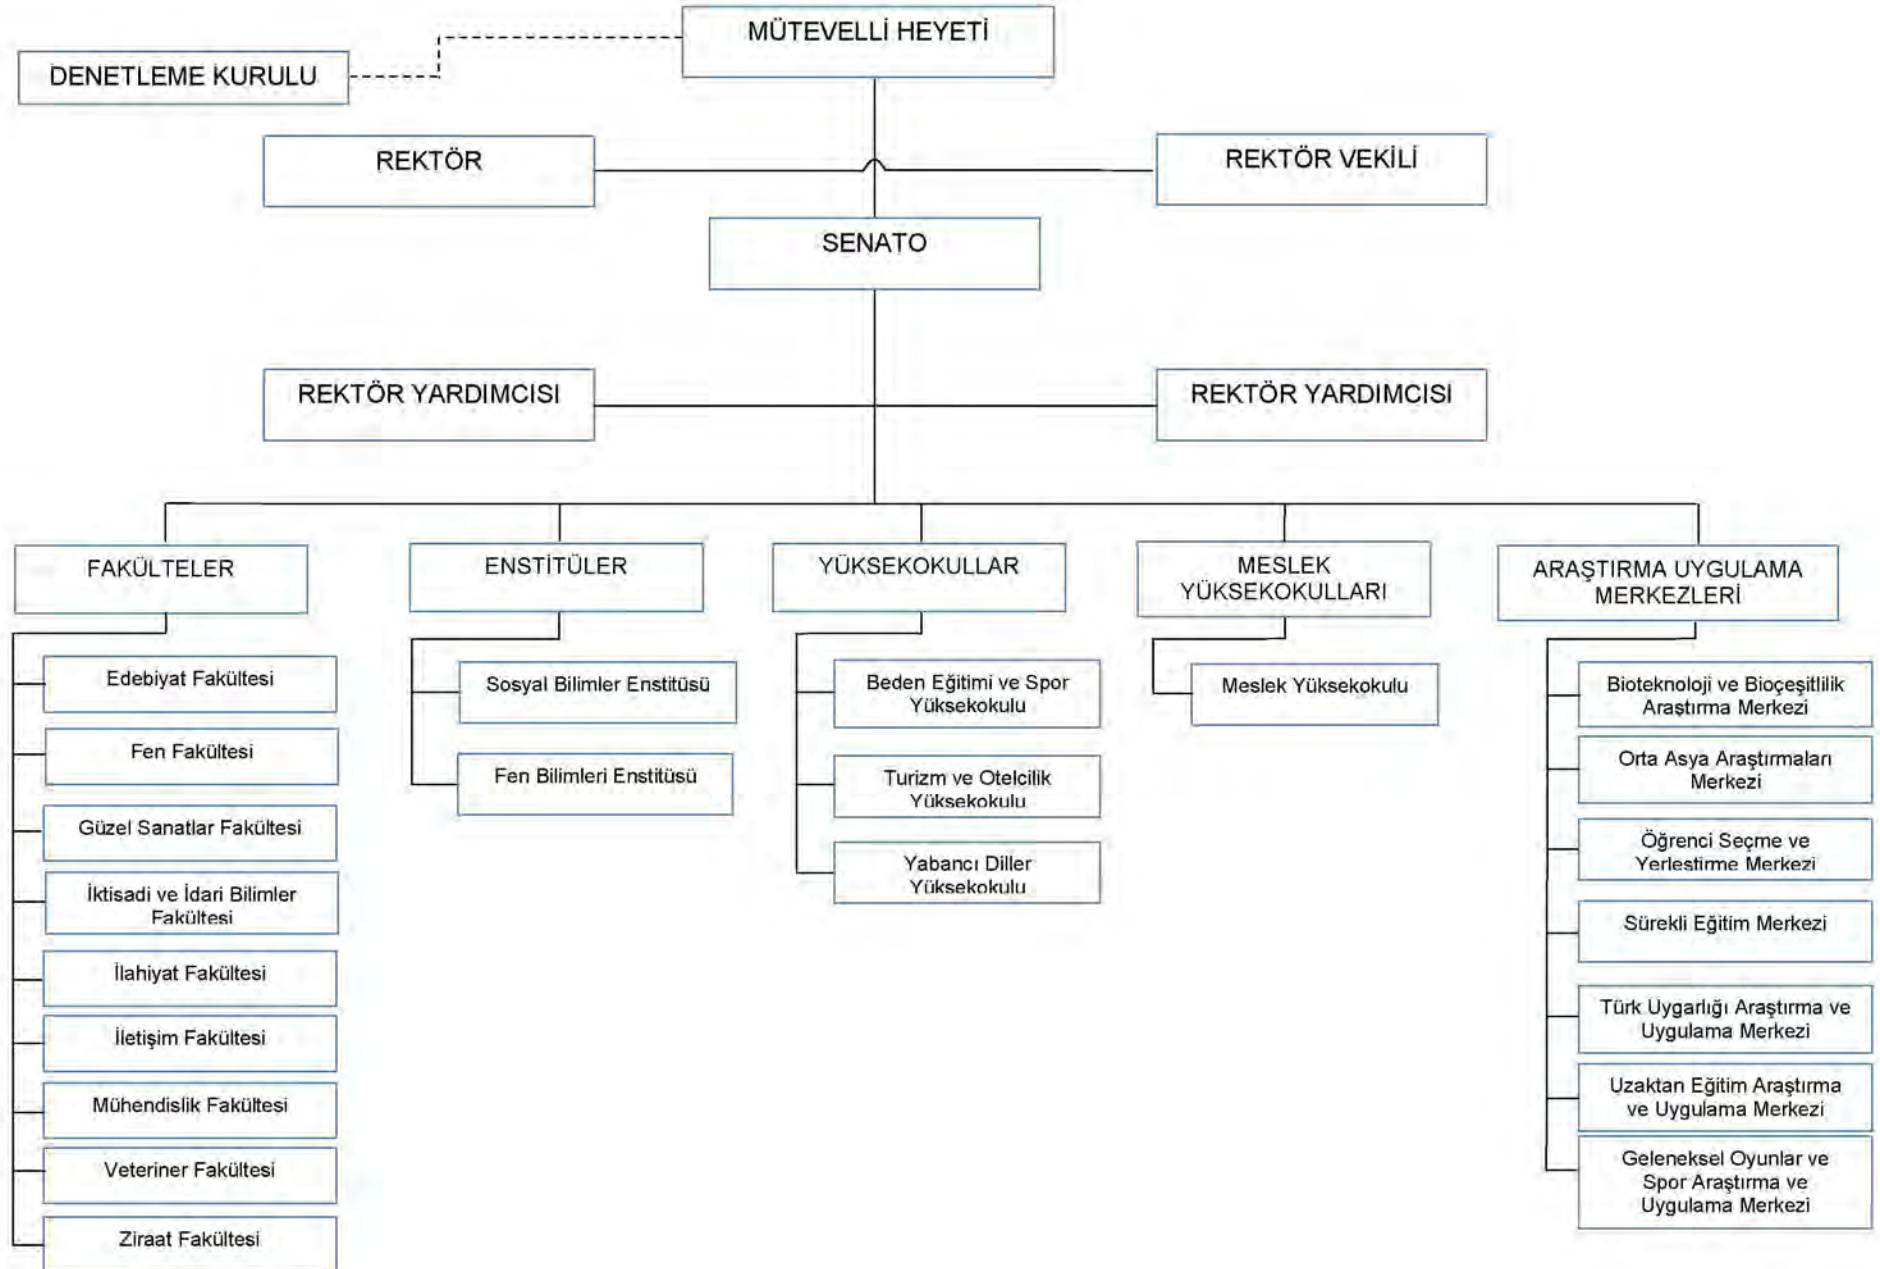 MÜTEVELLİ HEYETİ
DENETLEME KURULU
REKTÖR
REKTÖR VEKİLİ
SENATO
REKTÖR YARDIMCISI
REKTÖR YARDIMCISI
FAKÜLTELER
Edebiyat Fakültesi
Fen Fakültesi
Güzel Sanatlar Fakültesi
İktisadi ve İdari Bilimler
Fakültesi
İlahiyat Fakültesi
İletişim Fakültesi
Mühendislik Fakültesi
Veteriner Fakültesi
Ziraat Fakültesi
ENSTİTÜLER
Sosyal Bilimler Enstitüsü
Fen Bilimleri Enstitüsü
YÜKSEKOKULLAR
Beden Eğitimi ve Spor
Yüksekokulu
Turizm ve Otelcilik
Yüksekokulu
Yabancı Diller
Yüksekokulu
MESLEK
YÜKSEKOKULLARI
Meslek Yüksekokulu
ARAŞTIRMA UYGULAMA
MERKEZLERİ
Bioteknoloji ve Bioçeşitlilik
Araştırma Merkezi
Orta Asya Araştırmaları
Merkezi
Öğrenci Seçme ve
Yerleştirme Merkezi
Sürekli Eğitim Merkezi
Türk Uygarlığı Araştırma ve
Uygulama Merkezi
Uzaktan Eğitim Araştırma
ve Uygulama Merkezi
Geleneksel Oyunlar ve
Spor Araştırma ve
Uygulama Merkezi